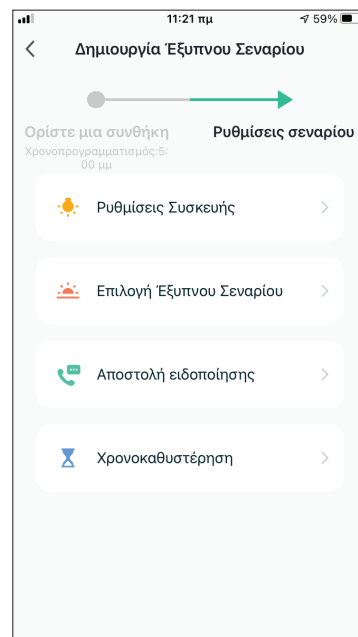 11:21 πμ
59%
Δημιουργία Έξυπνου Σεναρίου
Ορίστε μια συνθήκη
Ρυθμίσεις σεναρίου
Χρονοπρογραμματισμός:5:
00 μμ
Ρυθμίσεις Συσκευής
Επιλογή Έξυπνου Σεναρίου
Αποστολή ειδοποίησης
Χρονοκαθυστέρηση